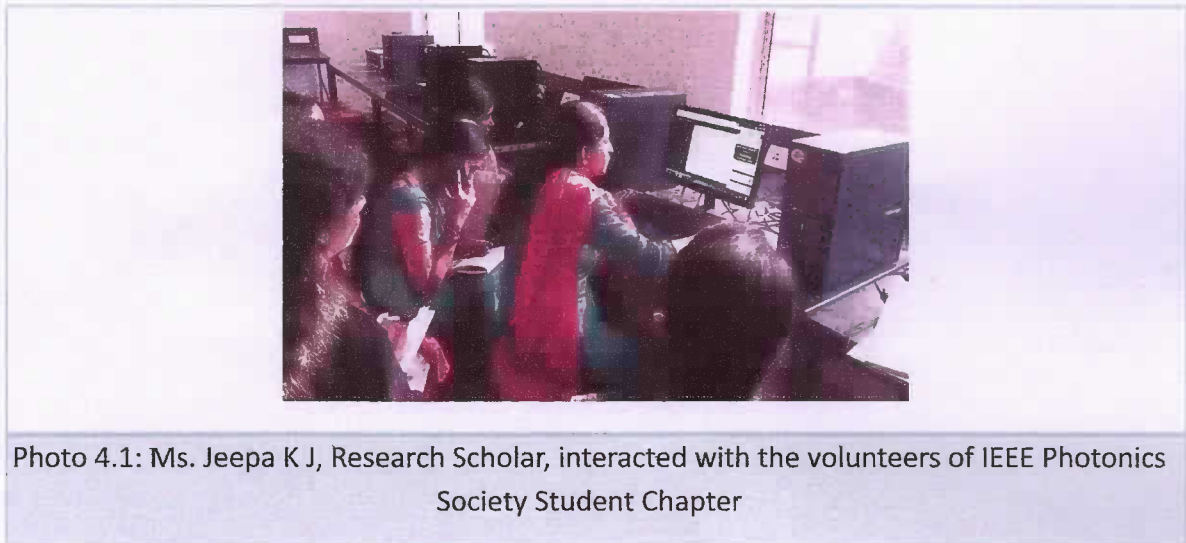 Photo 4.1: Ms. Jeepa K J, Research Scholar, interacted with the volunteers of IEEE Photonics
Society Student Chapter